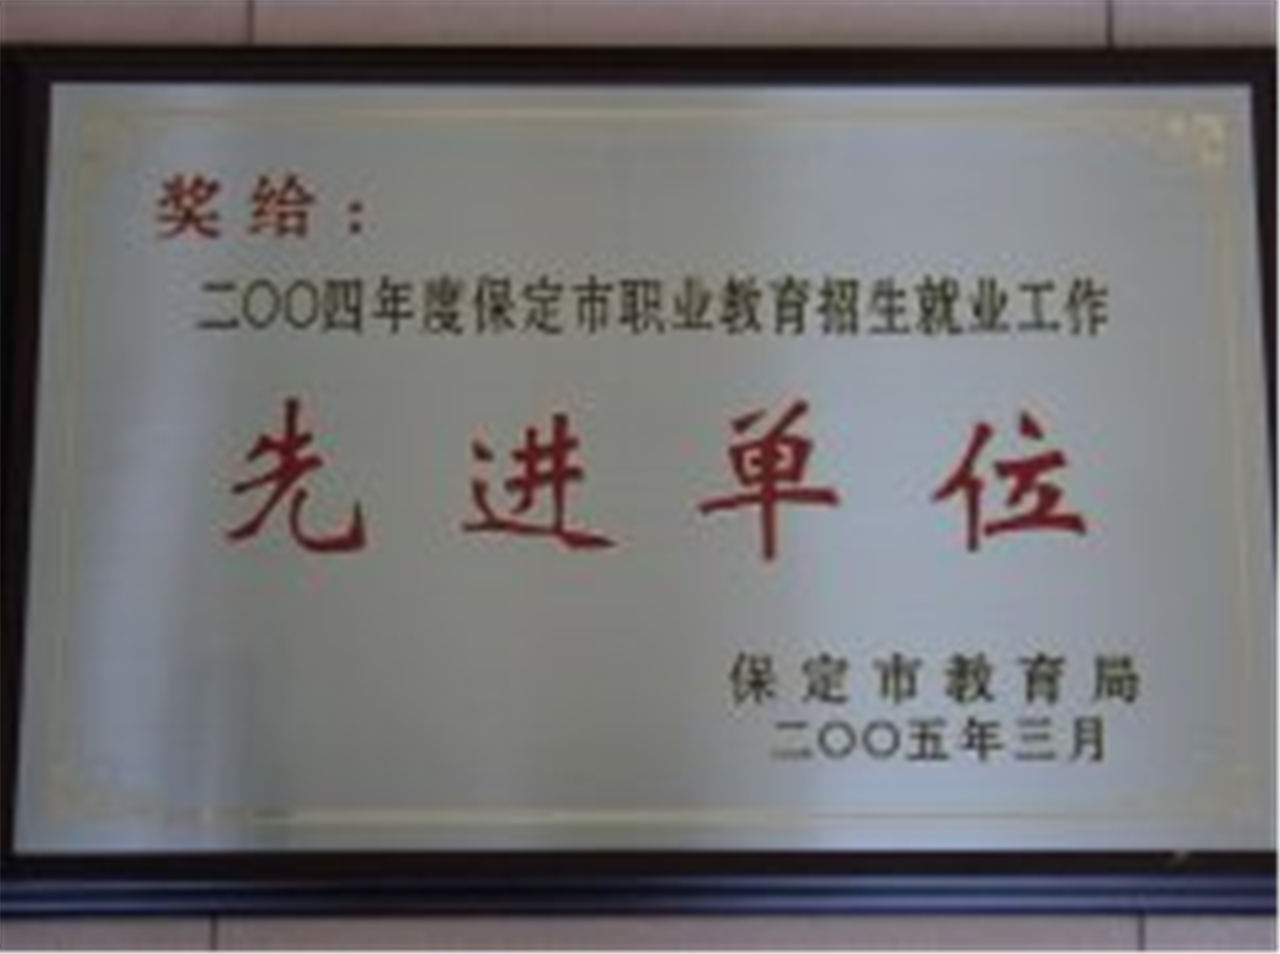 奖给：
二〇〇四年度保定市职业教育招生就业工作
先进单位
保定市教育局
二〇〇五年三月